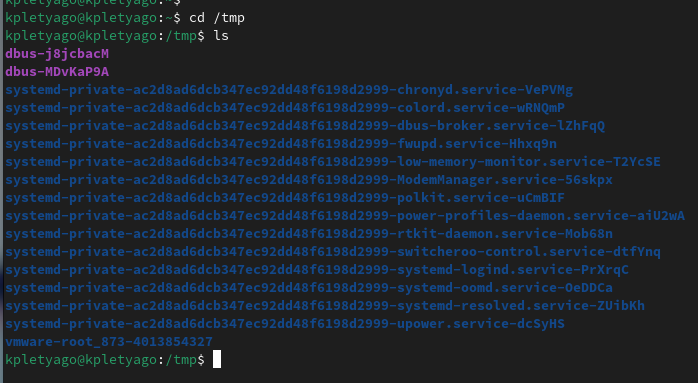 kpletyago@kpletyago:~$
kpletyago@kpletyago:~$ cd /tmp
kpletyago@kpletyago:/tmp$ ls
dbus-j8jcbacM
dbus-MDvKaP9A
systemd-private-ac2d8ad6dcb347ec92dd48f6198d2999-chronyd.service-VePVMg
systemd-private-ac2d8ad6dcb347ec92dd48f6198d2999-colord.service-wRNQmP
systemd-private-ac2d8ad6dcb347ec92dd48f6198d2999-dbus-broker.service-lZhFqQ
systemd-private-ac2d8ad6dcb347ec92dd48f6198d2999-fwupd.service-Hhxq9n
systemd-private-ac2d8ad6dcb347ec92dd48f6198d2999-low-memory-monitor.service-T2YcSE
systemd-private-ac2d8ad6dcb347ec92dd48f6198d2999-ModemManager.service-56skpx
systemd-private-ac2d8ad6dcb347ec92dd48f6198d2999-polkit.service-uCmBIF
systemd-private-ac2d8ad6dcb347ec92dd48f6198d2999-power-profiles-daemon.service-aiU2wA
systemd-private-ac2d8ad6dcb347ec92dd48f6198d2999-rtkit-daemon.service-Mob68n
systemd-private-ac2d8ad6dcb347ec92dd48f6198d2999-switcheroo-control.service-dtfYnq
systemd-private-ac2d8ad6dcb347ec92dd48f6198d2999-systemd-logind.service-PrXrqC
systemd-private-ac2d8ad6dcb347ec92dd48f6198d2999-systemd-oomd.service-OeDDCa
systemd-private-ac2d8ad6dcb347ec92dd48f6198d2999-systemd-resolved.service-ZUibKh
systemd-private-ac2d8ad6dcb347ec92dd48f6198d2999-upower.service-dcSyHS
vmware-root_873-4013854327
kpletyago@kpletyago:/tmp$